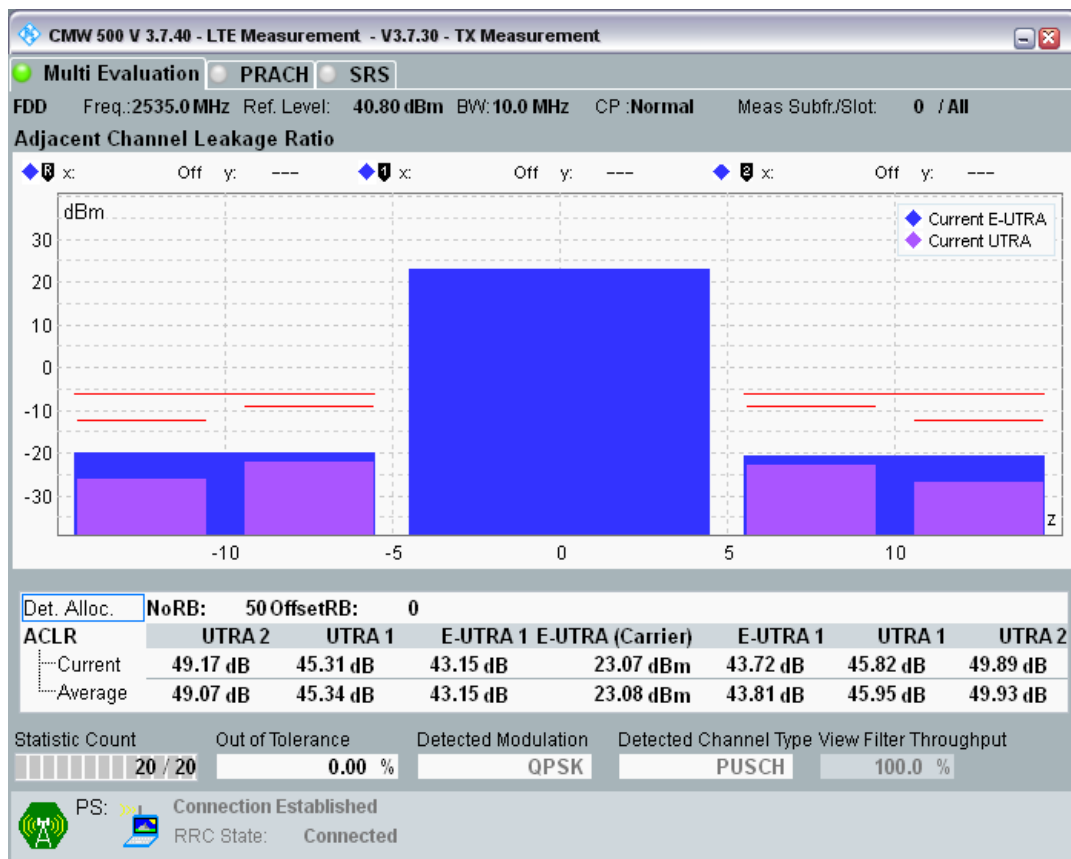 CMW 500 V 3.7.40 - LTE Measurement - V3.7.30 - TX Measurement
Multi Evaluation PRACH SRS
FDD Freq.:2535.0 MHz Ref. Level: 40.80 dBm BW:10.0 MHz CP :Normal Meas Subfr./Slot: 0 / All
Adjacent Channel Leakage Ratio
R x: Off y: --- 1 x: Off y: --- 2 x: Off y: ---
dBm
Current E-UTRA
Current UTRA
30
20
10
0
-10
-20
-30
z
-10 -5 0 5 10
Det. Alloc. NoRB: 50 OffsetRB: 0
ACLR UTRA 2 UTRA 1 E-UTRA 1 E-UTRA (Carrier) E-UTRA 1 UTRA 1 UTRA 2
Current 49.17 dB 45.31 dB 43.15 dB 23.07 dBm 43.72 dB 45.82 dB 49.89 dB
Average 49.07 dB 45.34 dB 43.15 dB 23.08 dBm 43.81 dB 45.95 dB 49.93 dB
Statistic Count Out of Tolerance Detected Modulation Detected Channel Type View Filter Throughput
20 / 20 0.00 % QPSK PUSCH 100.0 %
PS: Connection Established
RRC State: Connected